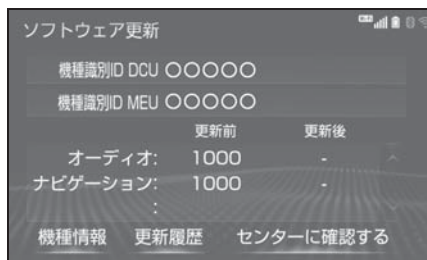 ソフトウェア更新
機種識別ID DCU ○○○○○
機種識別ID MEU ○○○○○
更新前 更新後
オーディオ: 1000 -
ナビゲーション: 1000 -
:
機種情報 更新履歴 センターに確認する